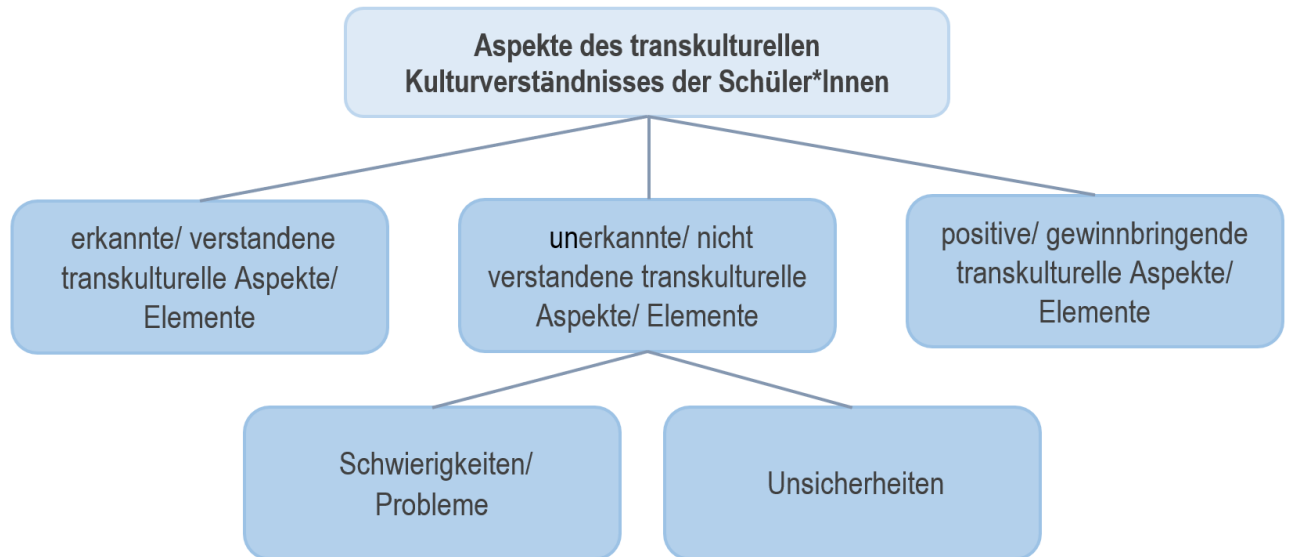 Aspekte des transkulturellen
Kulturverständnisses der Schüler*Innen
erkannte/ verstandene
transkulturelle Aspekte/
Elemente
unerkannte/ nicht
verstandene transkulturelle
Aspekte/ Elemente
positive/ gewinnbringende
transkulturelle Aspekte/
Elemente
Schwierigkeiten/
Probleme
Unsicherheiten